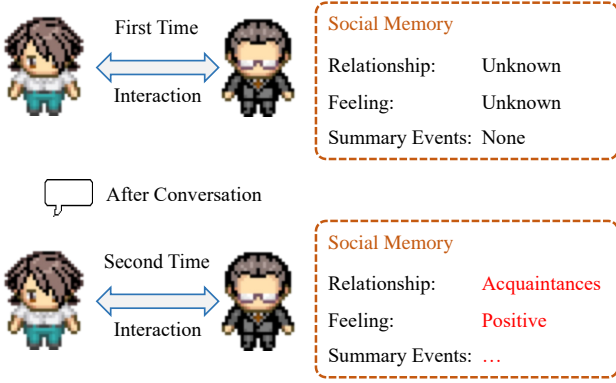 First Time
Interaction
Social Memory
Relationship: Unknown
Feeling: Unknown
Summary Events: None
After Conversation
Second Time
Interaction
Social Memory
Relationship: Acquaintances
Feeling: Positive
Summary Events: …